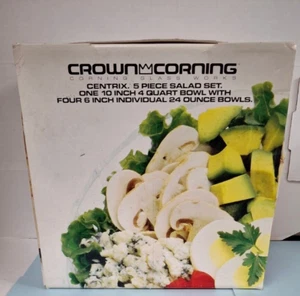 CROWN CORNING
CORNING GLASS WORKS
CENTRIX. 5 PIECE SALAD SET.
ONE 10 INCH 4 QUART BOWL WITH
FOUR 6 INCH INDIVIDUAL 24 OUNCE BOWLS.